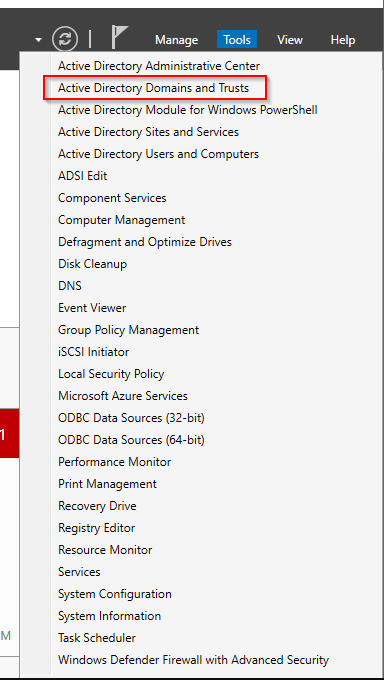 Manage Tools View Help
Active Directory Administrative Center
Active Directory Domains and Trusts
Active Directory Module for Windows PowerShell
Active Directory Sites and Services
Active Directory Users and Computers
ADSI Edit
Component Services
Computer Management
Defragment and Optimize Drives
Disk Cleanup
DNS
Event Viewer
Group Policy Management
iSCSI Initiator
Local Security Policy
Microsoft Azure Services
ODBC Data Sources (32-bit)
ODBC Data Sources (64-bit)
Performance Monitor
1
Print Management
Recovery Drive
Registry Editor
Resource Monitor
Services
System Configuration
System Information
M
Task Scheduler
Windows Defender Firewall with Advanced Security